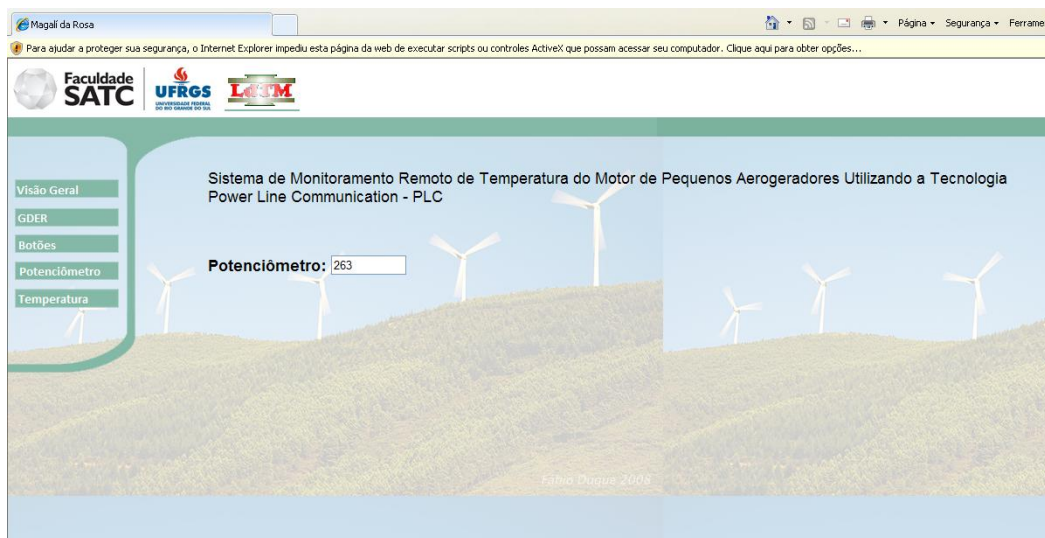 Magalí da Rosa
Página
Segurança
Ferrame
Para ajudar a proteger sua segurança, o Internet Explorer impediu esta página da web de executar scripts ou controles ActiveX que possam acessar seu computador. Clique aqui para obter opções...
Faculdade
SATC
UFRGS
UNIVERSIDADE FEDERAL
DO RIO GRANDE DO SUL
LdTM
Sistema de Monitoramento Remoto de Temperatura do Motor de Pequenos Aerogeradores Utilizando a Tecnologia
Power Line Communication - PLC
Visão Geral
GDER
Botões
Potenciômetro
Temperatura
Potenciômetro: 263
Fabio Duque 2008